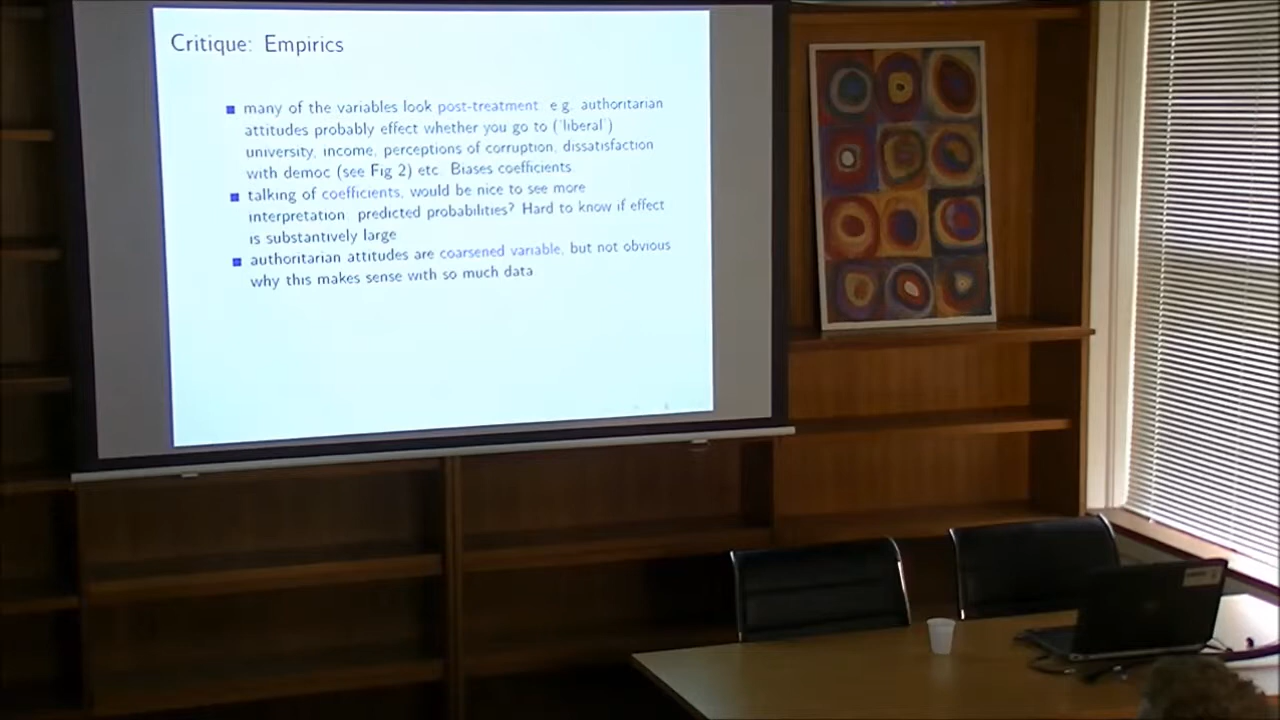 Critique: Empirics
many of the variables look post-treatment e.g. authoritarian
attitudes probably effect whether you go to ('liberal')
university, income, perceptions of corruption, dissatisfaction
with democ (see Fig 2) etc. Biases coefficients
talking of coefficients, would be nice to see more
interpretation predicted probabilities? Hard to know if effect
is substantively large
authoritarian attitudes are coarsened variable, but not obvious
why this makes sense with so much data